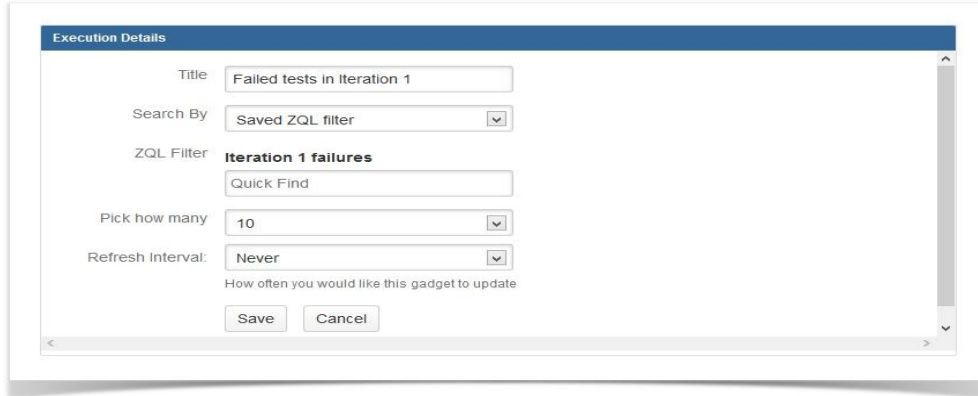 Execution Details
Title
Failed tests in Iteration 1
Search By
Saved ZQL filter
ZQL Filter
Iteration 1 failures
Quick Find
Pick how many
10
Refresh Interval:
Never
How often you would like this gadget to update
Save
Cancel